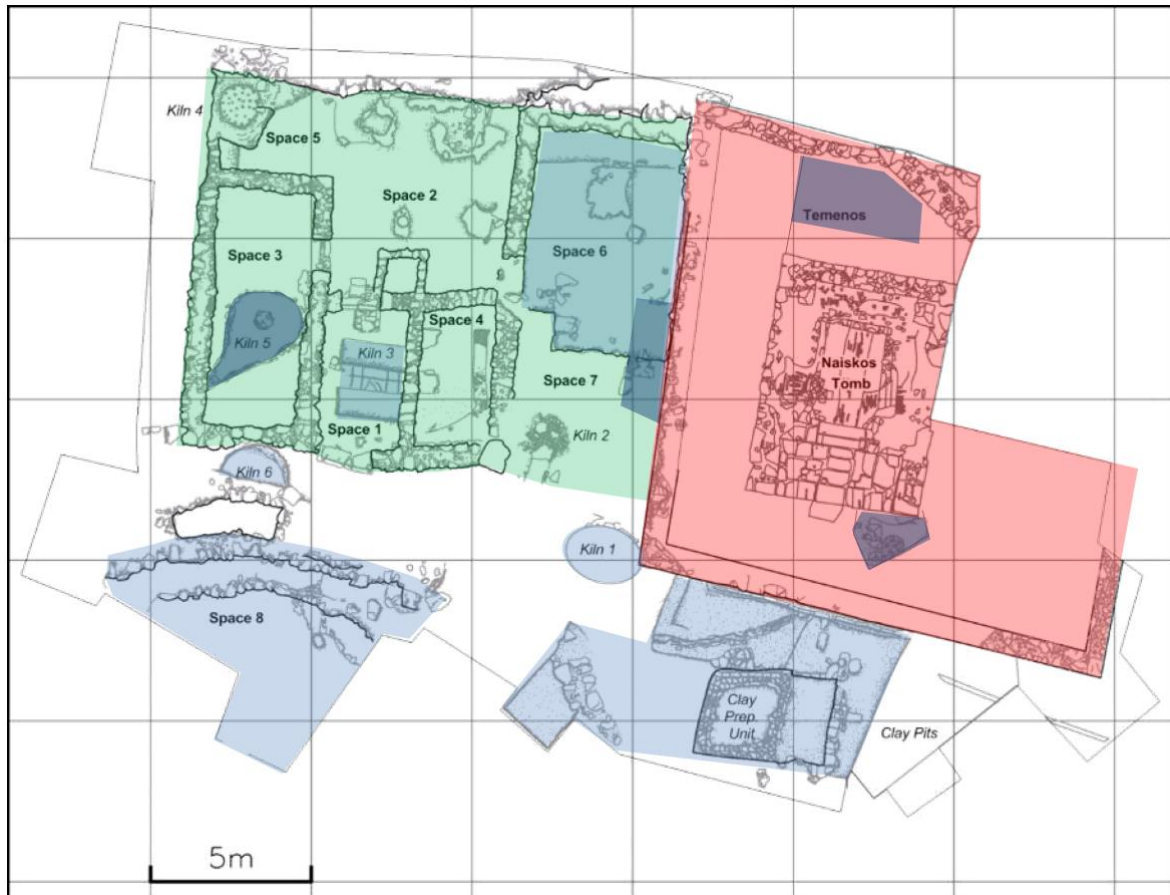 Kiln 4
Space 5
Space 2
Temenos
Space 3
Space 6
Space 4
Kiln 5
Kiln 3
Naiskos
Tomb
Space 7
Space 1
Kiln 2
Kiln 6
Kiln 1
Space 8
Clay
Prep.
Unit
Clay Pits
5m